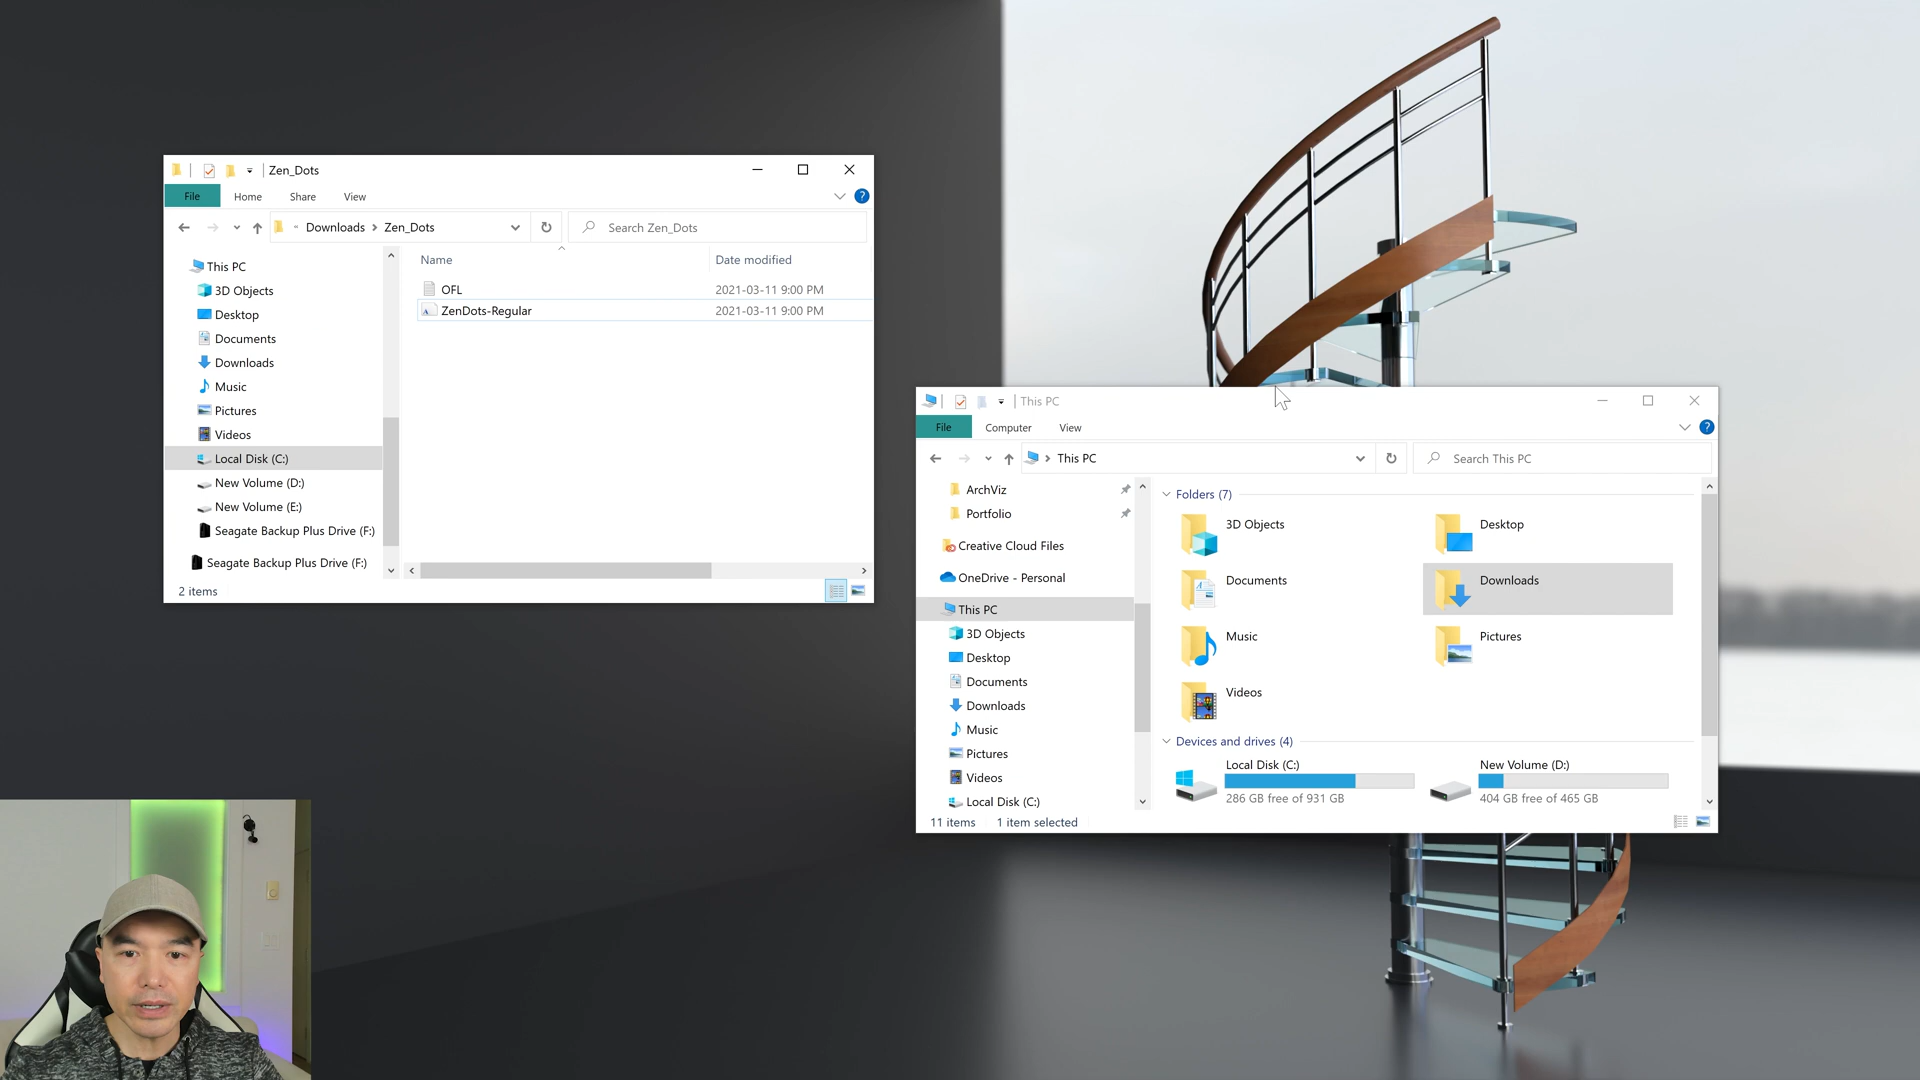 Zen_Dots
File Home Share View
Downloads > Zen_Dots
Search Zen_Dots
This PC
3D Objects
Desktop
Documents
Downloads
Music
Pictures
Videos
Local Disk (C:)
New Volume (D:)
New Volume (E:)
Seagate Backup Plus Drive (F:)
Seagate Backup Plus Drive (F:)
Name Date modified
OFL 2021-03-11 9:00 PM
ZenDots-Regular 2021-03-11 9:00 PM
2 items
This PC
File Computer View
This PC
Search This PC
ArchViz
Portfolio
Creative Cloud Files
OneDrive - Personal
This PC
3D Objects
Desktop
Documents
Downloads
Music
Pictures
Videos
Local Disk (C:)
Folders (7)
3D Objects Desktop
Documents Downloads
Music Pictures
Videos
Devices and drives (4)
Local Disk (C:) New Volume (D:)
286 GB free of 931 GB 404 GB free of 465 GB
11 items 1 item selected